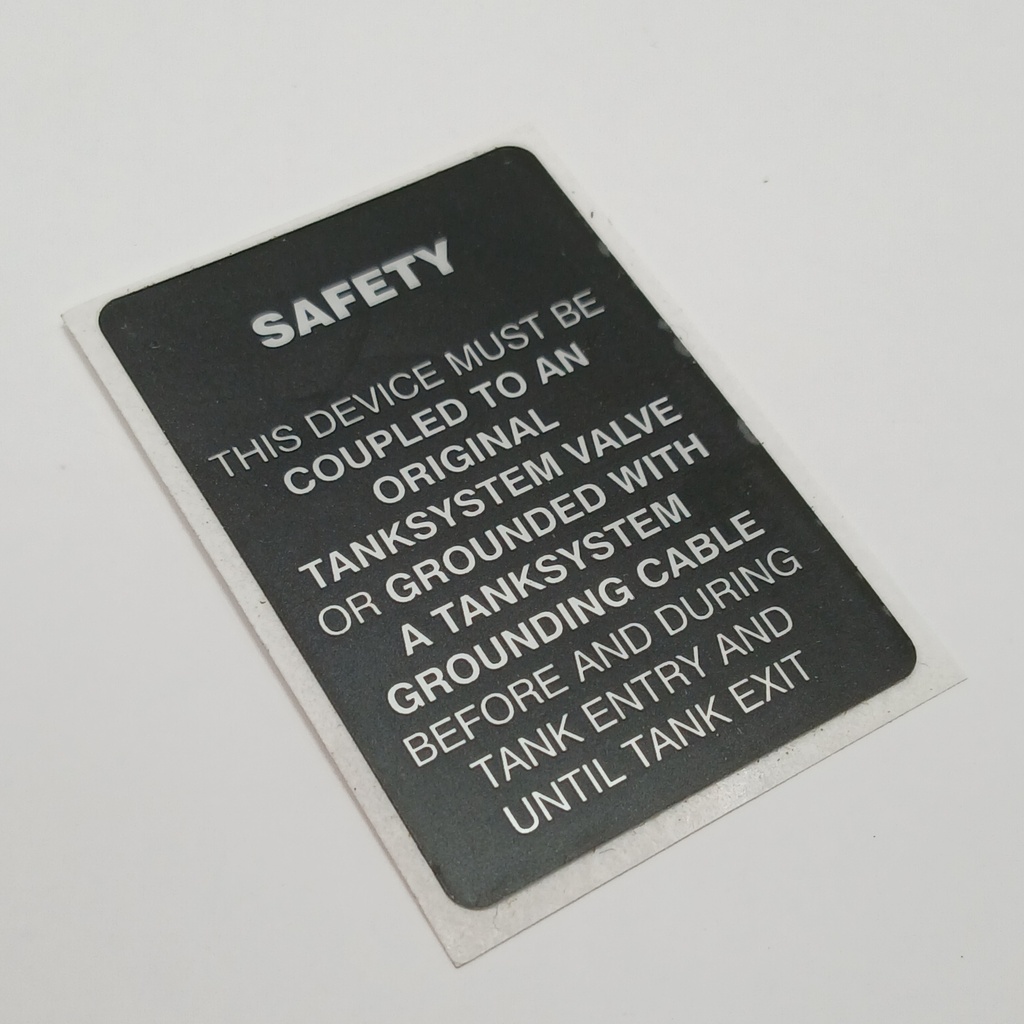 SAFETY
THIS DEVICE MUST BE
COUPLED TO AN
ORIGINAL
TANKSYSTEM VALVE
OR GROUNDED WITH
A TANKSYSTEM
GROUNDING CABLE
BEFORE AND DURING
TANK ENTRY AND
UNTIL TANK EXIT